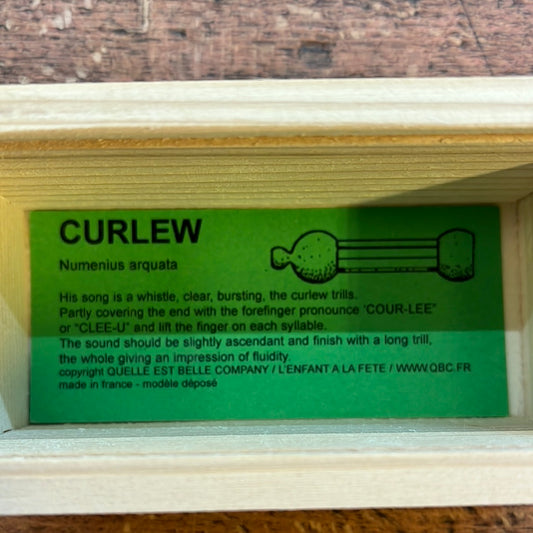 CURLEW
Numenius arquata
His song is a whistle, clear, bursting, the curlew trills.
Partly covering the end with the forefinger pronounce 'COUR-LEE"
or "CLEE-U" and lift the finger on each syllable.
The sound should be slightly ascendant and finish with a long trill,
the whole giving an impression of fluidity.
copyright QUELLE EST BELLE COMPANY / L'ENFANT A LA FETE / WWW.QBC.FR
made in france - modèle déposé